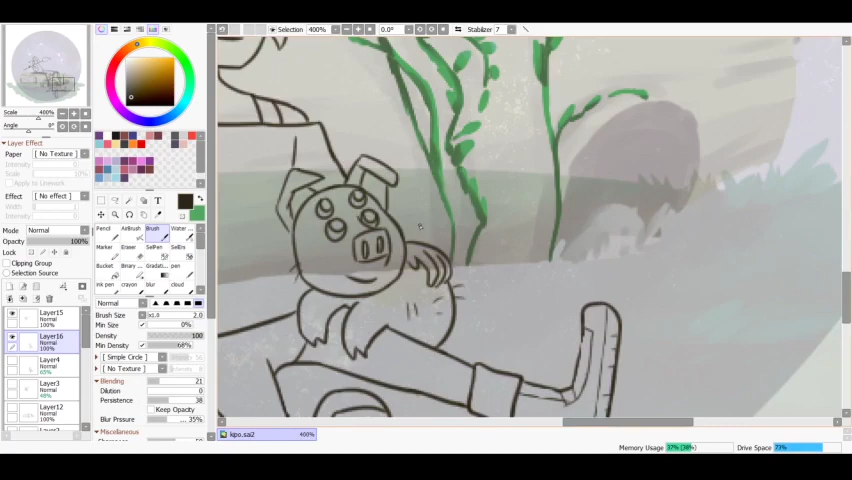 Selection 400% 0.0° Stabilizer 7
Scale 400%
Angle 0°
Layer Effect
Paper [ No Texture ]
Intensity
Scale
Apply to Linework
Effect [ No effect ]
Width 1
Intensity
Mode Normal
Opacity 100%
Lock
Clipping Group
Selection Source
Layer15
Normal
100%
Layer16
Normal
100%
Layer4
Normal
65%
Layer3
Normal
48%
Layer12
Normal
100%
Pencil AirBrush Brush Water ...
Marker Eraser SelPen SelErs
Bucket Binary ... Gradati... pen
ink pen crayon blur cloud
Normal
Brush Size x1.0 2.0
Min Size 0%
Density 100
Min Density 68%
[ Simple Circle ]
[ No Texture ]
Blending 21
Dilution 0
Persistence 38
Keep Opacity
Blur Prssure ... 35%
Miscellaneous
kipo.sai2 400%
Memory Usage 37% (38%) Drive Space 73%